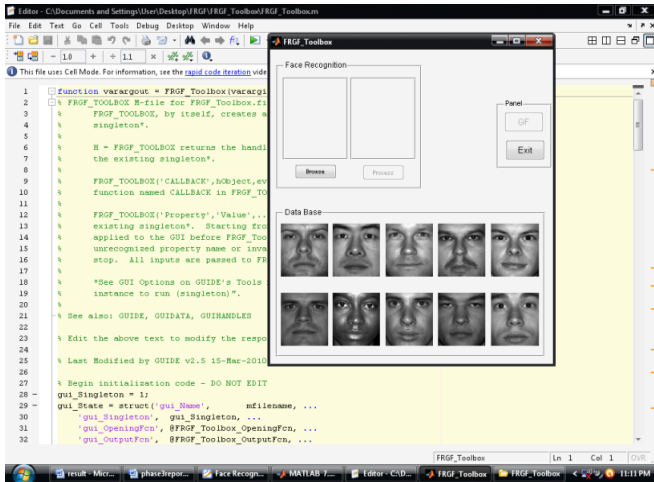 Editor - C:\Documents and Settings\User\Desktop\FRGF\FRGF_Toolbox\FRGF_Toolbox.m
File Edit Text Go Cell Tools Debug Desktop Window Help
- 1.0 + ÷ 1.1 ×
This file uses Cell Mode. For information, see the rapid code iteration vide
1 function varargout = FRGF_Toolbox(varargi
2 % FRGF_TOOLBOX M-file for FRGF_Toolbox.fi
3 % FRGF_TOOLBOX, by itself, creates a
4 % singleton*.
5 %
6 % H = FRGF_TOOLBOX returns the handl
7 % the existing singleton*.
8 %
9 % FRGF_TOOLBOX('CALLBACK',hObject,ev
10 % function named CALLBACK in FRGF_TO
11 %
12 % FRGF_TOOLBOX('Property','Value',..
13 % existing singleton*. Starting fro
14 % applied to the GUI before FRGF_Too
15 % unrecognized property name or inva
16 % stop. All inputs are passed to FR
17 %
18 % *See GUI Options on GUIDE's Tools
19 % instance to run (singleton)".
20 %
21 % See also: GUIDE, GUIDATA, GUIHANDLES
22
23 % Edit the above text to modify the respo
24
25 % Last Modified by GUIDE v2.5 15-Mar-2010
26
27 % Begin initialization code - DO NOT EDIT
28 - gui_Singleton = 1;
29 - gui_State = struct('gui_Name', mfilename, ...
30 'gui_Singleton', gui_Singleton, ...
31 'gui_OpeningFcn', @FRGF_Toolbox_OpeningFcn, ...
32 'gui_OutputFcn', @FRGF_Toolbox_OutputFcn, ...
FRGF_Toolbox
Face Recognition
Browse
Process
Panel
GF
Exit
Data Base
FRGF_Toolbox Ln 1 Col 1 OVR
result - Micr... phase3repor... Face Recogn... MATLAB 7.... Editor - C:\D... FRGF_Toolbox FRGF_Toolbox 11:11 PM